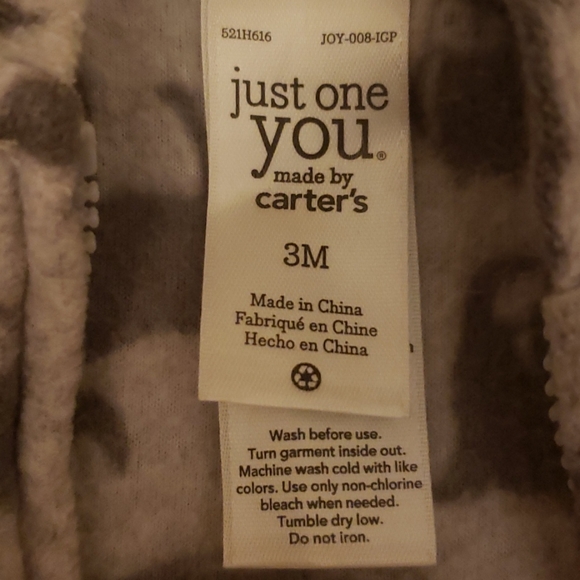 521H616 JOY-008-IGP
just one
you®
made by
carter's
3M
Made in China
Fabriqué en Chine
Hecho en China
Wash before use.
Turn garment inside out.
Machine wash cold with like
colors. Use only non-chlorine
bleach when needed.
Tumble dry low.
Do not iron.